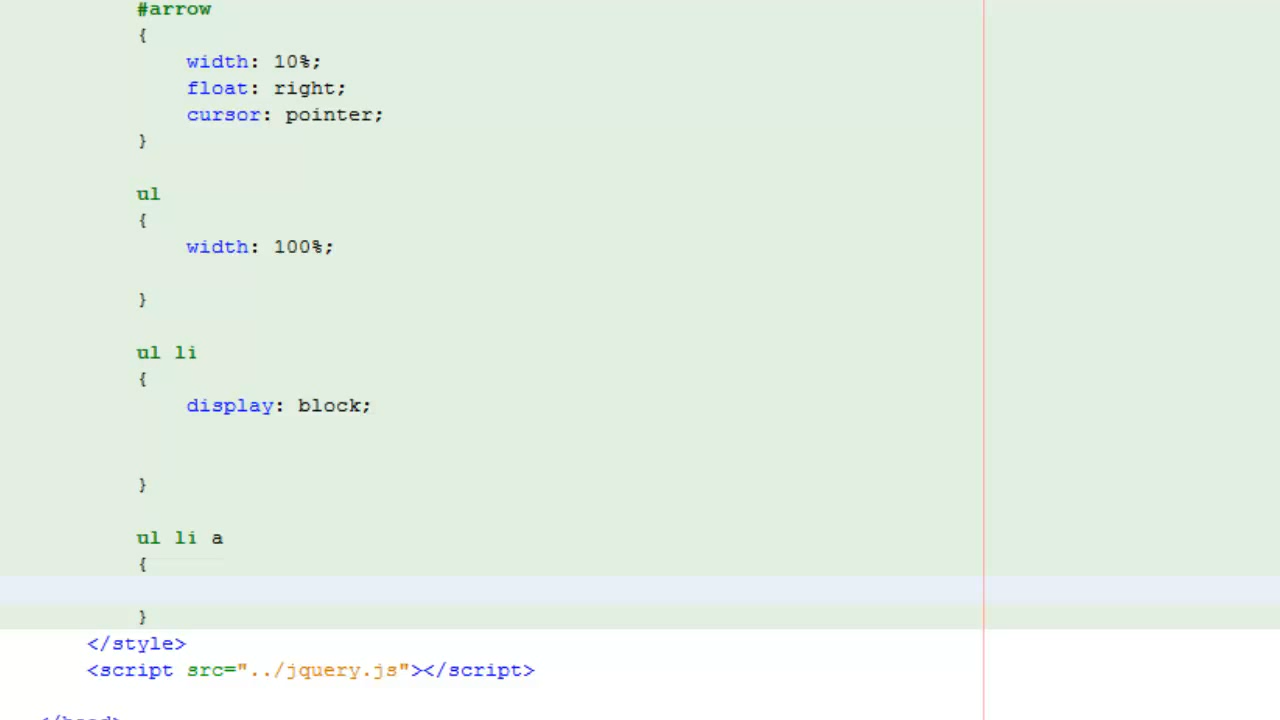 #arrow
{
width: 10%;
float: right;
cursor: pointer;
}
ul
{
width: 100%;
}
ul li
{
display: block;
}
ul li a
{
}
</style>
<script src="../jquery.js"></script>
</head>